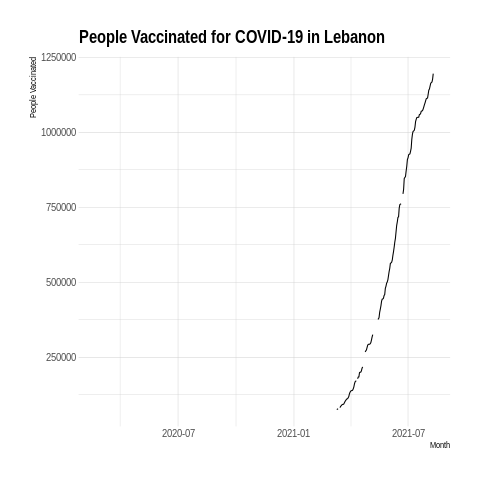 People Vaccinated for COVID-19 in Lebanon
People Vaccinated
1250000
1000000
750000
500000
250000
2020-07
2021-01
2021-07
Month